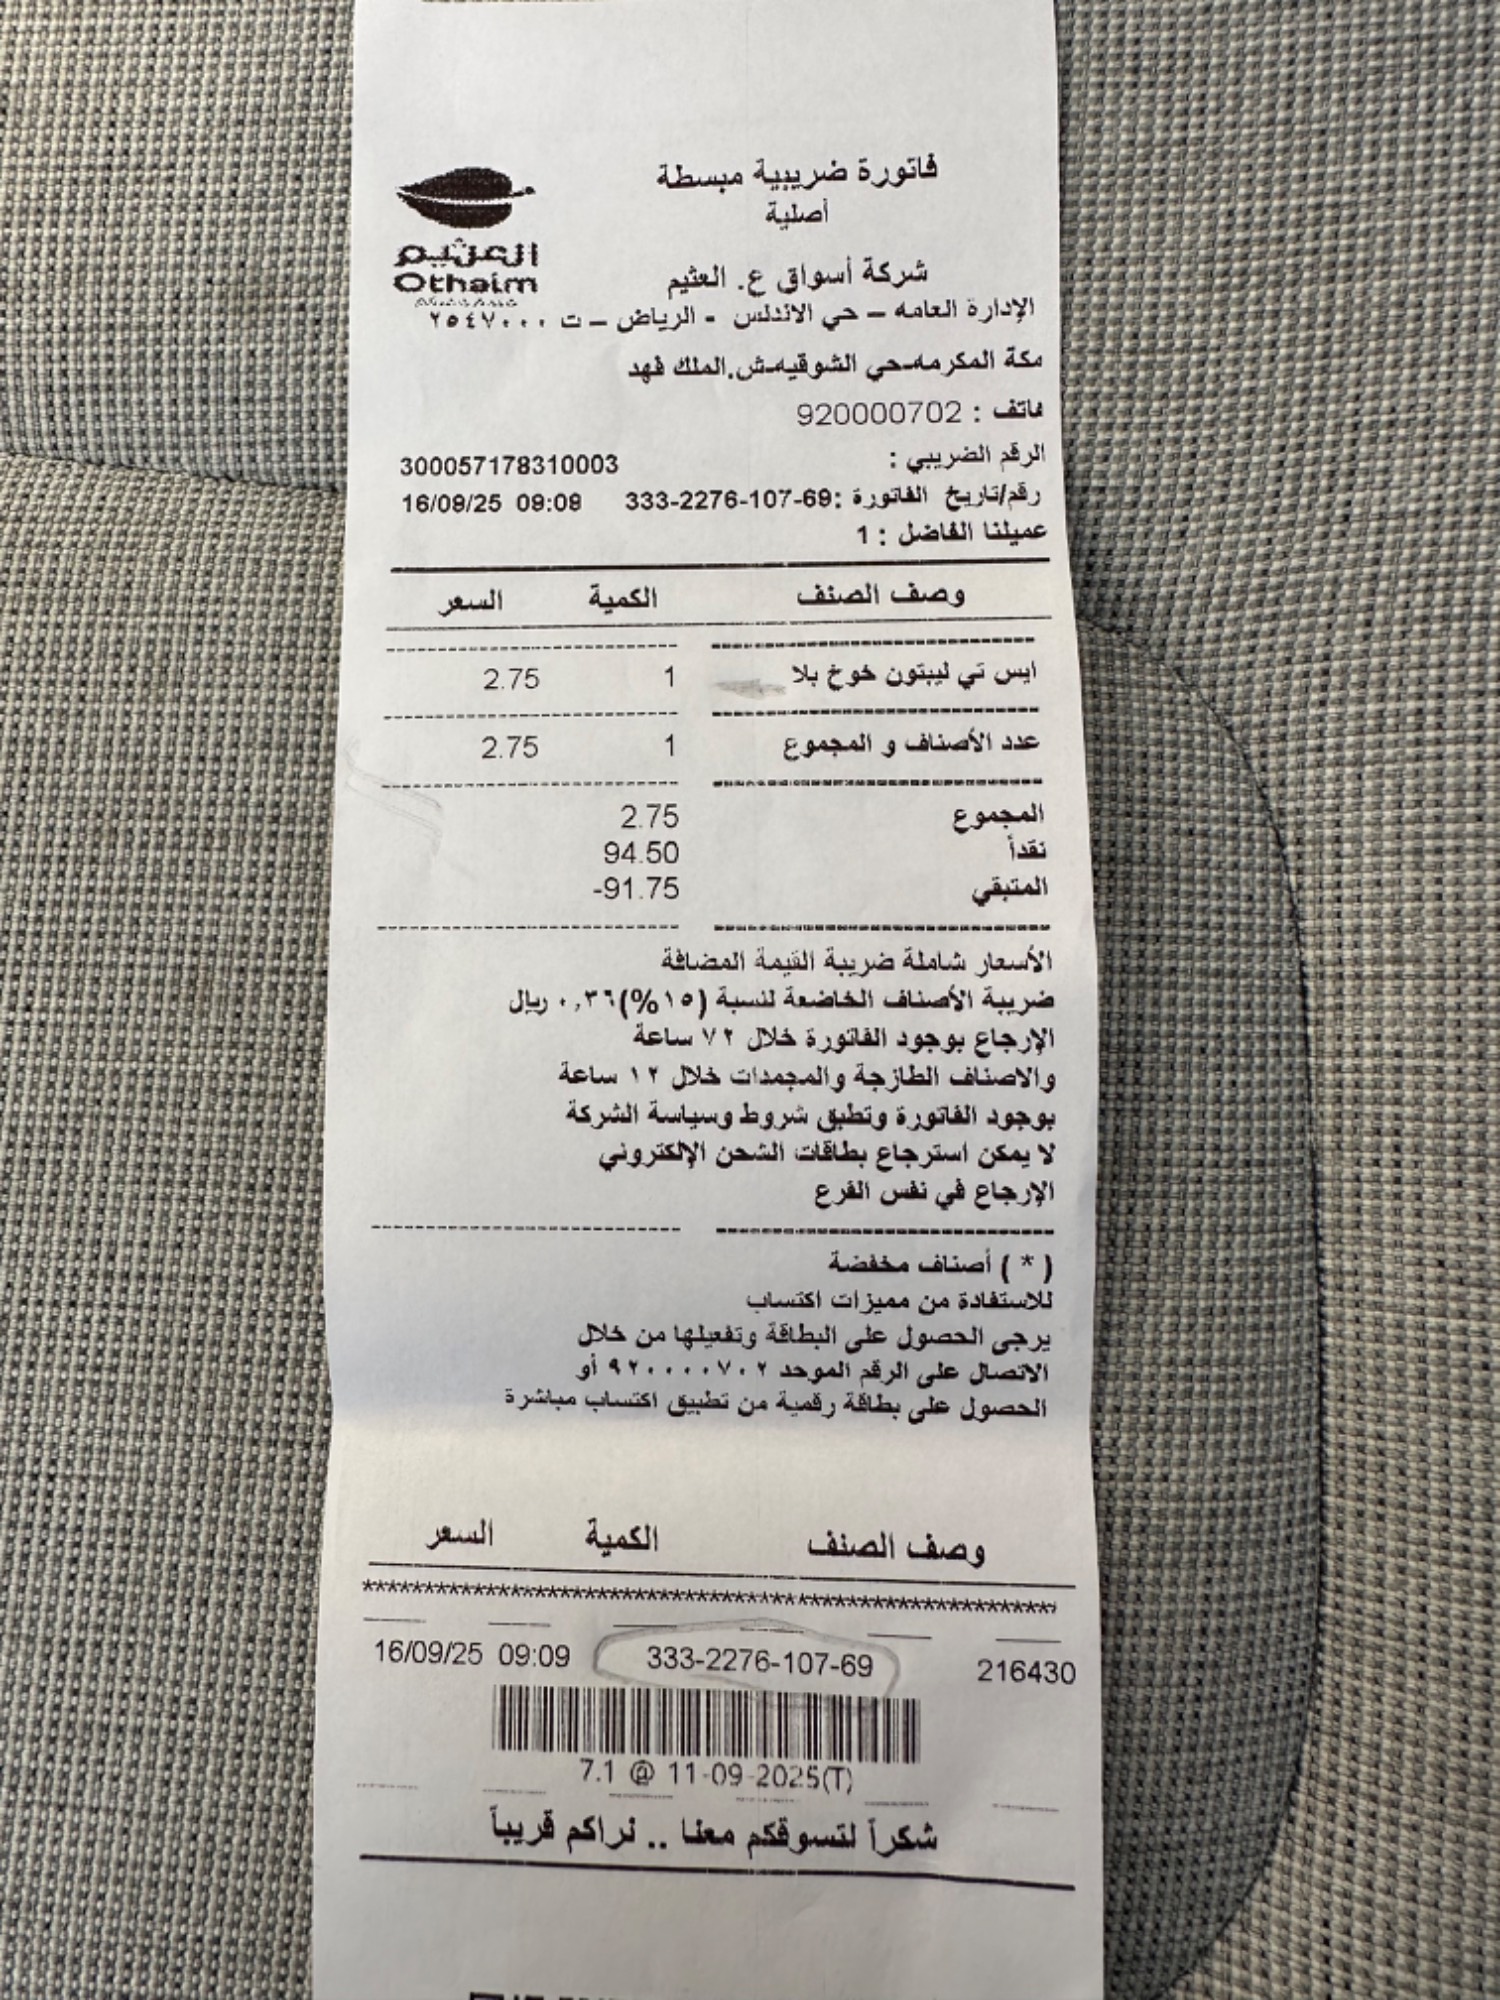 فاتورة ضريبية مبسطة
أصلية
العثيم
Othaim
شركة أسواق ع. العثيم
الإدارة العامه – حي الاندلس - الرياض – ت ٢٥٤٧٠٠٠
مكة المكرمه-حي الشوقيه-ش.الملك فهد
هاتف : 920000702
الرقم الضريبي : 300057178310003
رقم/تاريخ الفاتورة :333-2276-107-69 16/09/25 09:09
عميلنا الفاضل : 1
وصف الصنف الكمية السعر
ايس تي ليبتون خوخ بلا 1 2.75
عدد الأصناف و المجموع 1 2.75
المجموع 2.75
نقداً 94.50
المتبقي -91.75
الأسعار شاملة ضريبة القيمة المضافة
ضريبة الأصناف الخاضعة لنسبة (١٥%)٠,٣٦ ريال
الإرجاع بوجود الفاتورة خلال ٧٢ ساعة
والاصناف الطازجة والمجمدات خلال ١٢ ساعة
بوجود الفاتورة وتطبق شروط وسياسة الشركة
لا يمكن استرجاع بطاقات الشحن الإلكتروني
الإرجاع في نفس الفرع
( * ) أصناف مخفضة
للاستفادة من مميزات اكتساب
يرجى الحصول على البطاقة وتفعيلها من خلال
الاتصال على الرقم الموحد ٩٢٠٠٠٠٧٠٢ أو
الحصول على بطاقة رقمية من تطبيق اكتساب مباشرة
وصف الصنف الكمية السعر
216430 333-2276-107-69 16/09/25 09:09
7.1 @ 11-09-2025(T)
شكراً لتسوقكم معنا .. نراكم قريباً